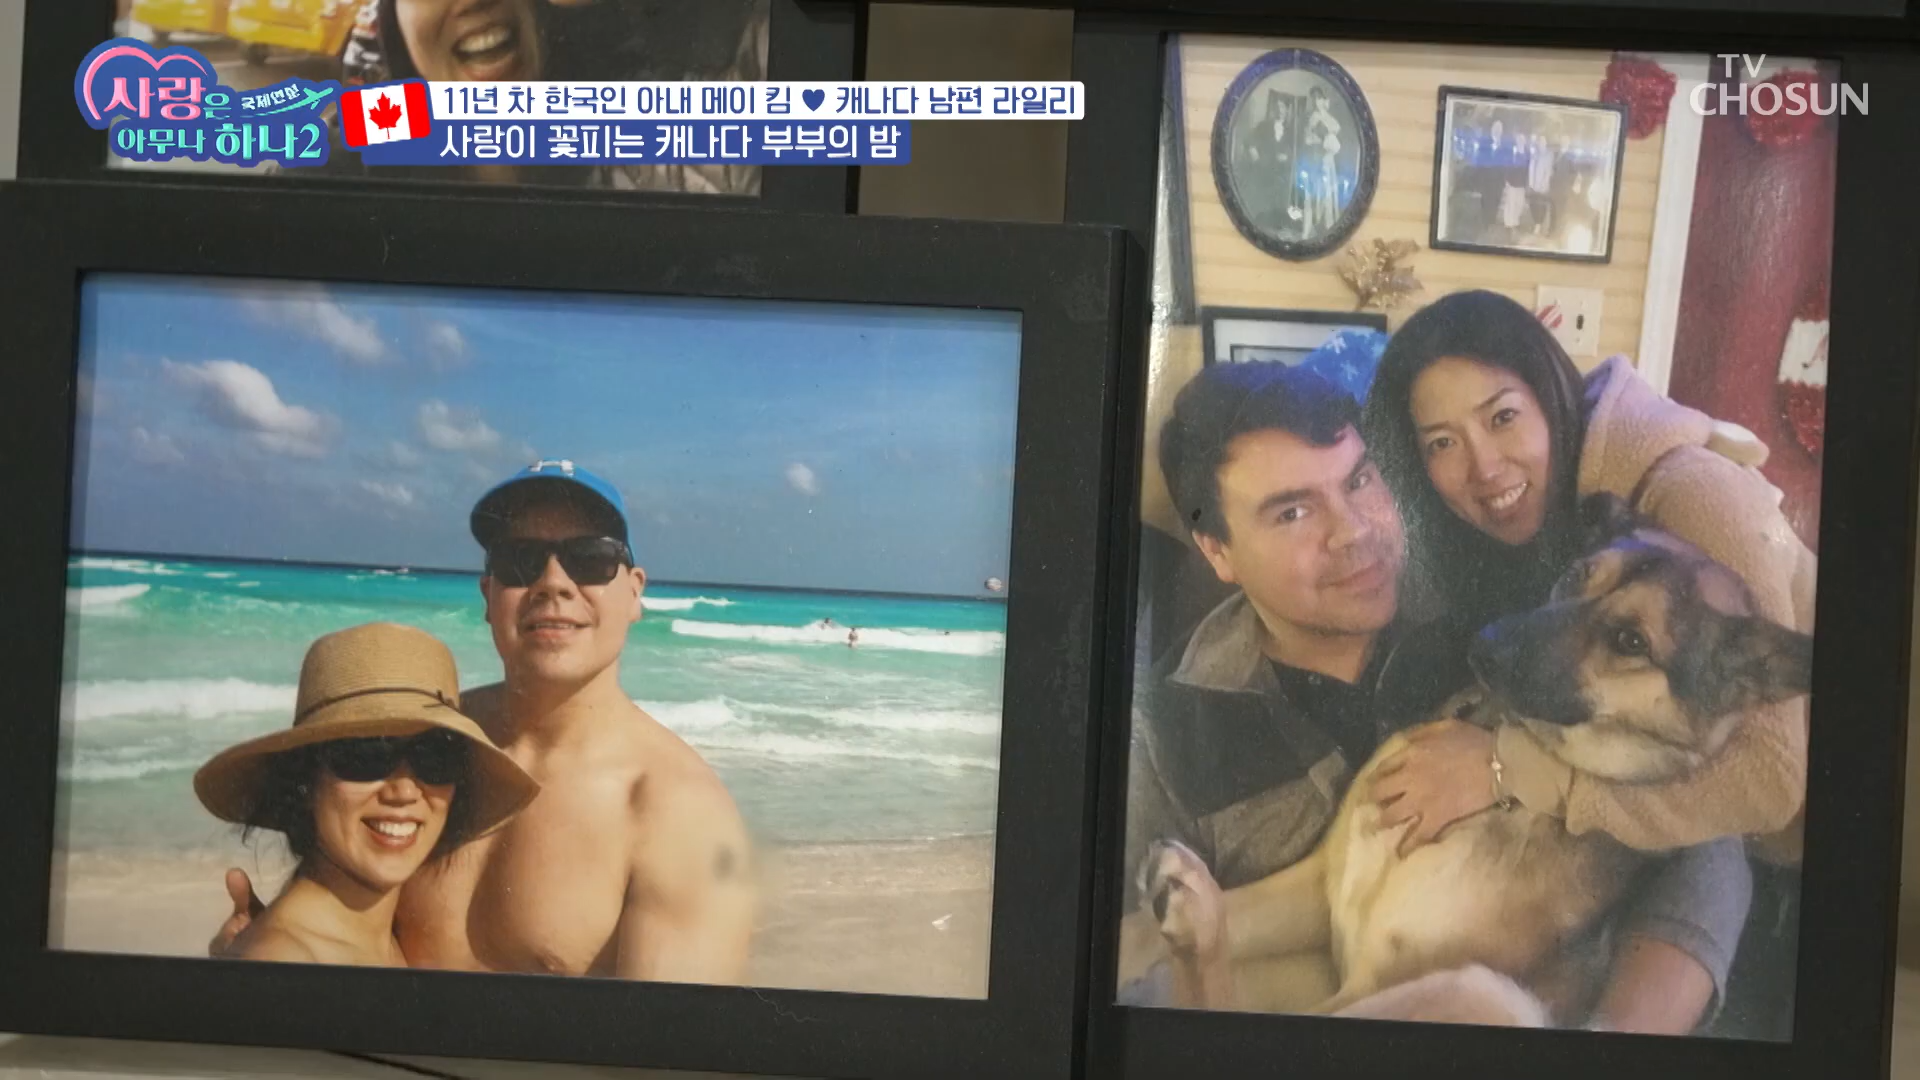 사랑은 국제연분
아무나 하나2
11년 차 한국인 아내 메이 킴 ♥ 캐나다 남편 라일리
사랑이 꽃피는 캐나다 부부의 밤
TV
CHOSUN